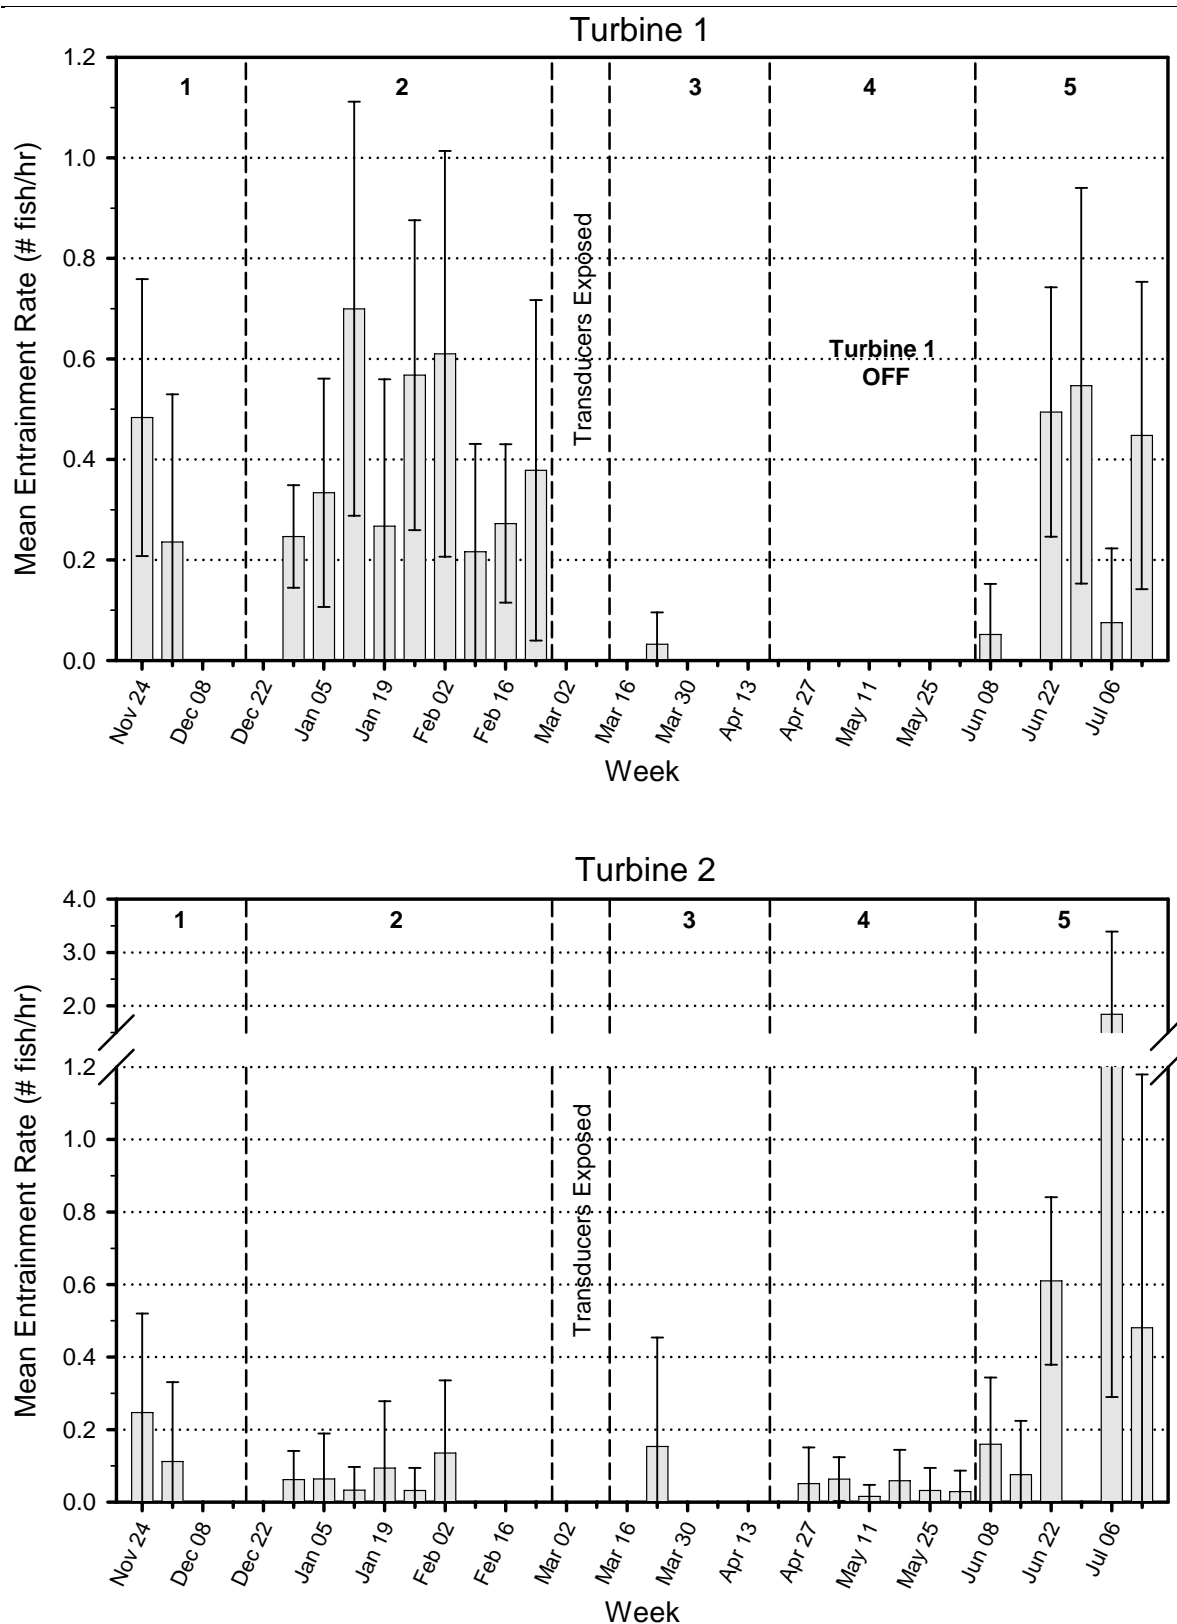 Turbine 1
Mean Entrainment Rate (# fish/hr)
1.2
1.0
0.8
0.6
0.4
0.2
0.0
1
2
3
4
5
Transducers Exposed
Turbine 1
OFF
Nov 24
Dec 08
Dec 22
Jan 05
Jan 19
Feb 02
Feb 16
Mar 02
Mar 16
Mar 30
Apr 13
Apr 27
May 11
May 25
Jun 08
Jun 22
Jul 06
Week
Turbine 2
Mean Entrainment Rate (# fish/hr)
4.0
3.0
2.0
1.2
1.0
0.8
0.6
0.4
0.2
0.0
1
2
3
4
5
Transducers Exposed
Nov 24
Dec 08
Dec 22
Jan 05
Jan 19
Feb 02
Feb 16
Mar 02
Mar 16
Mar 30
Apr 13
Apr 27
May 11
May 25
Jun 08
Jun 22
Jul 06
Week